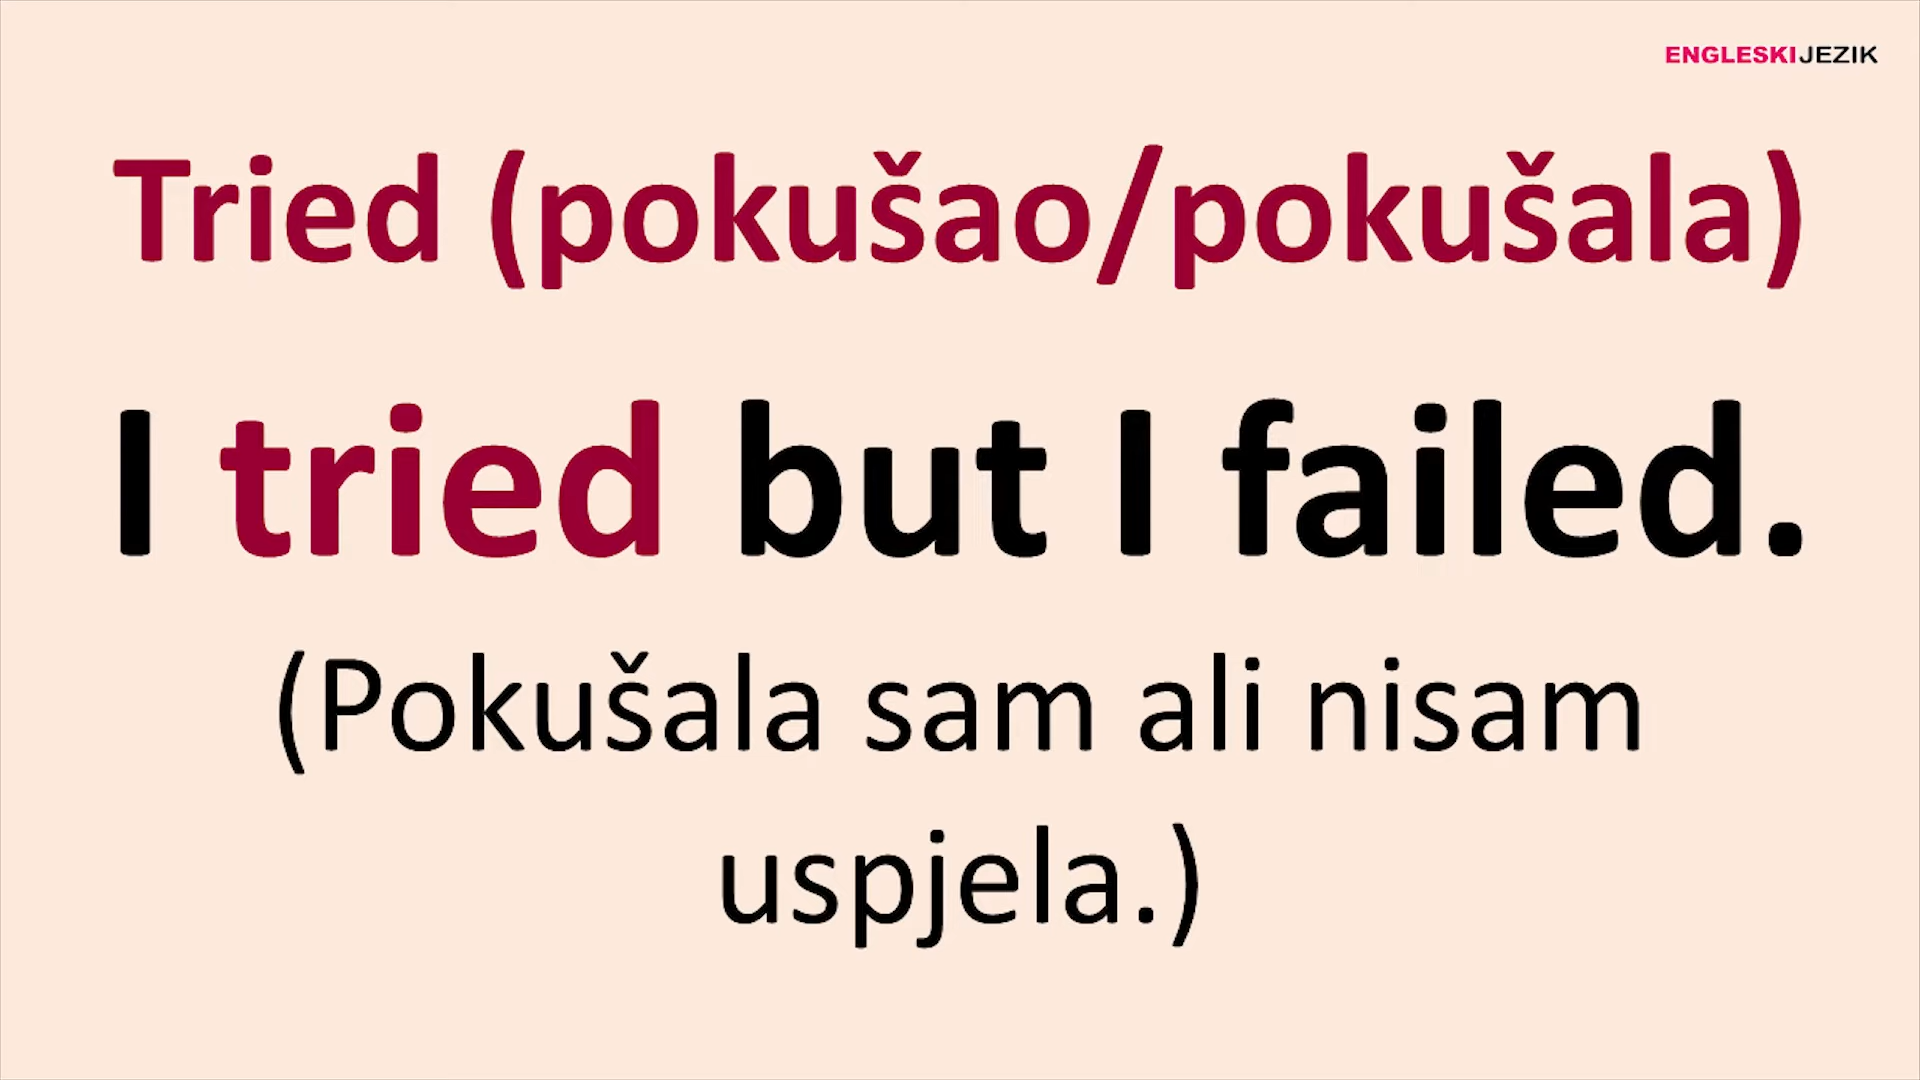 ENGLESKIJEZIK
Tried (pokušao/pokušala)
I tried but I failed.
(Pokušala sam ali nisam
uspjela.)